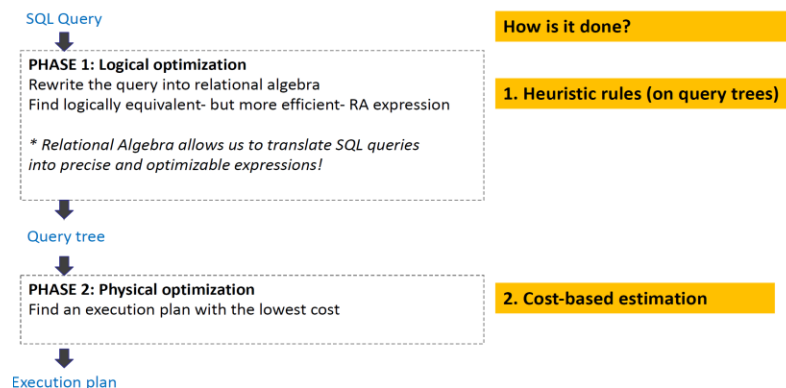 SQL Query
How is it done?
PHASE 1: Logical optimization
Rewrite the query into relational algebra
Find logically equivalent- but more efficient- RA expression
1. Heuristic rules (on query trees)
* Relational Algebra allows us to translate SQL queries
into precise and optimizable expressions!
Query tree
PHASE 2: Physical optimization
Find an execution plan with the lowest cost
2. Cost-based estimation
Execution plan